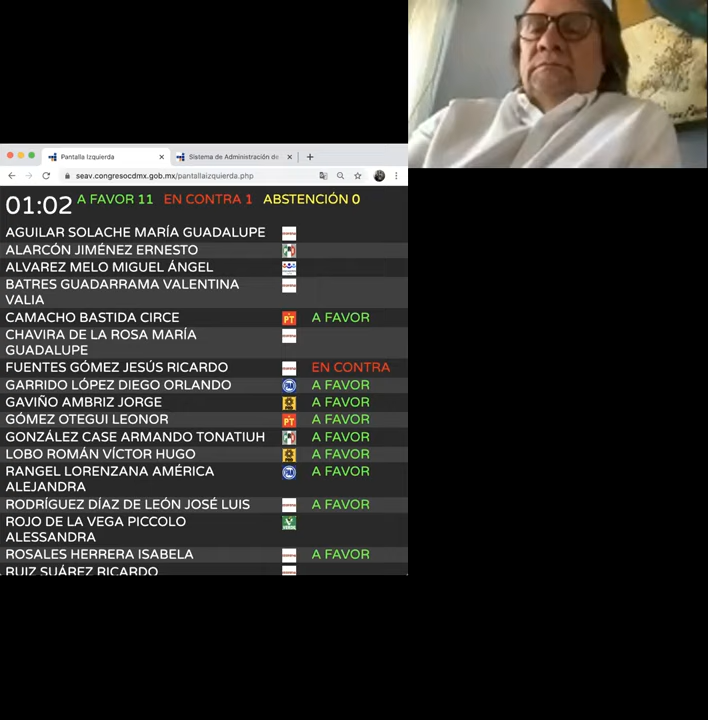 Pantalla Izquierda
Sistema de Administración de
seav.congresocdmx.gob.mx/pantallaizquierda.php
01:02 A FAVOR 11 EN CONTRA 1 ABSTENCIÓN 0
AGUILAR SOLACHE MARÍA GUADALUPE
ALARCÓN JIMÉNEZ ERNESTO
ALVAREZ MELO MIGUEL ÁNGEL
BATRES GUADARRAMA VALENTINA
VALIA
CAMACHO BASTIDA CIRCE PT A FAVOR
CHAVIRA DE LA ROSA MARÍA
GUADALUPE
FUENTES GÓMEZ JESÚS RICARDO EN CONTRA
GARRIDO LÓPEZ DIEGO ORLANDO PAN A FAVOR
GAVIÑO AMBRIZ JORGE A FAVOR
GÓMEZ OTEGUI LEONOR PT A FAVOR
GONZÁLEZ CASE ARMANDO TONATIUH A FAVOR
LOBO ROMÁN VÍCTOR HUGO A FAVOR
RANGEL LORENZANA AMÉRICA PAN A FAVOR
ALEJANDRA
RODRÍGUEZ DÍAZ DE LEÓN JOSÉ LUIS A FAVOR
ROJO DE LA VEGA PICCOLO
ALESSANDRA
ROSALES HERRERA ISABELA A FAVOR
RUIZ SUÁREZ RICARDO